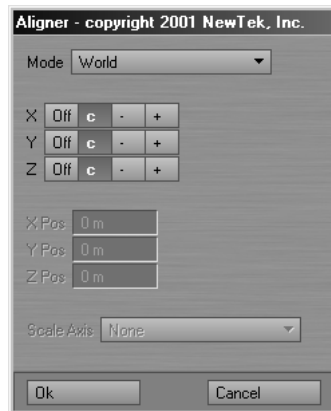 Aligner - copyright 2001 NewTek, Inc.
Mode World
X Off c - +
Y Off c - +
Z Off c - +
X Pos 0 m
Y Pos 0 m
Z Pos 0 m
Scale Axis None
Ok Cancel